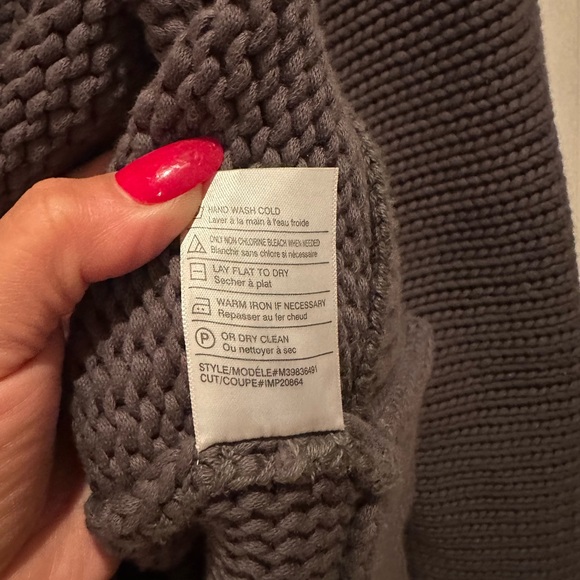 HAND WASH COLD
Laver à la main à l'eau froide
ONLY NON CHLORINE BLEACH WHEN NEEDED
Blanchir sans chlore si nécessaire
LAY FLAT TO DRY
Secher à plat
WARM IRON IF NECESSARY
Repasser au fer chaud
P
OR DRY CLEAN
Ou nettoyer à sec
STYLE/MODÉLE#M39836491
CUT/COUPE#IMP20864